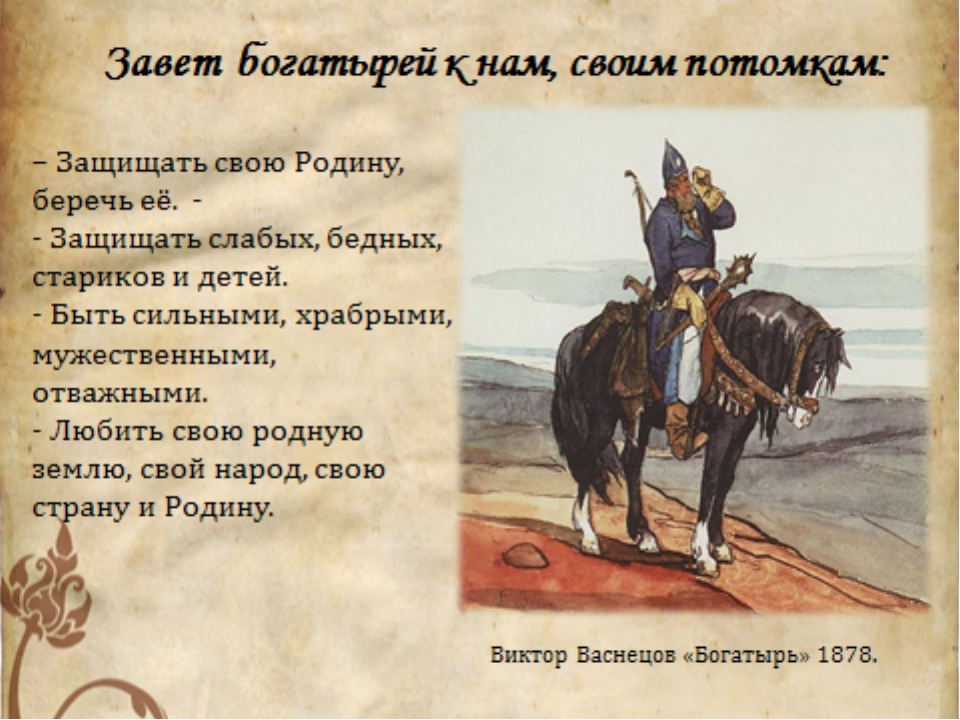 Завет богатырей к нам, своим потомкам:
– Защищать свою Родину,
беречь её. -
- Защищать слабых, бедных,
стариков и детей.
- Быть сильными, храбрыми,
мужественными,
отважными.
- Любить свою родную
землю, свой народ, свою
страну и Родину.
Виктор Васнецов «Богатырь» 1878.